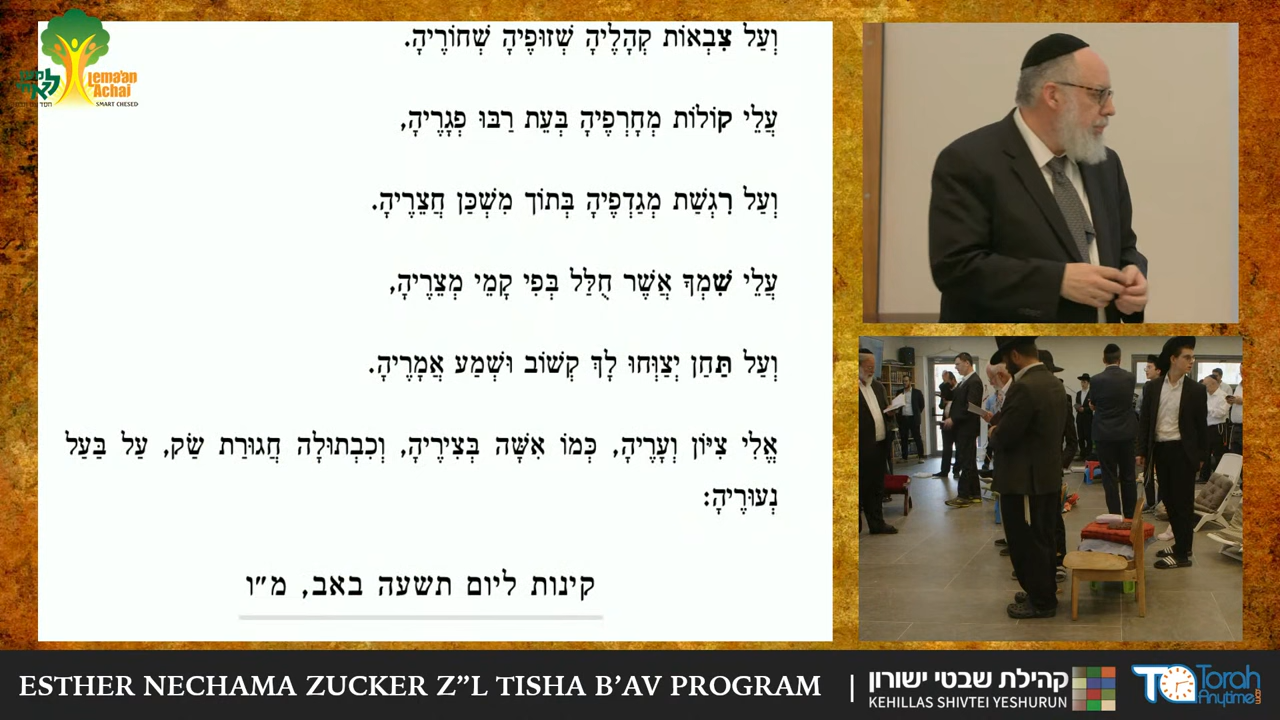 וְעַל צִבְאוֹת קְהָלֶיהָ שְׁזוּפֶיהָ שְׁחוֹרֶיהָ.
עֲלֵי קוֹלוֹת מְחָרְפֶיהָ בְּעֵת רַבּוּ פְגָרֶיהָ,
וְעַל רִגְשַׁת מְגַדְפֶיהָ בְּתוֹךְ מִשְׁכַּן חֲצֵרֶיהָ.
עֲלֵי שִׁמְךָ אֲשֶׁר חֻלַּל בְּפִי קָמֵי מְצֵרֶיהָ,
וְעַל תַּחַן יְצַוְּחוּ לָךְ קְשׁוֹב וּשְׁמַע אֲמָרֶיהָ.
אֱלִי צִיּוֹן וְעָרֶיהָ, כְּמוֹ אִשָּׁה בְּצִירֶיהָ, וְכִבְתוּלָה חֲגוּרַת שַׂק, עַל בַּעַל
נְעוּרֶיהָ:
קינות ליום תשעה באב, מ״ו
Lema'an
Achai
SMART CHESED
ESTHER NECHAMA ZUCKER Z”L TISHA B’AV PROGRAM |
קהילת שבטי ישורון
KEHILLAS SHIVTEI YESHURUN
Torah
Anytime